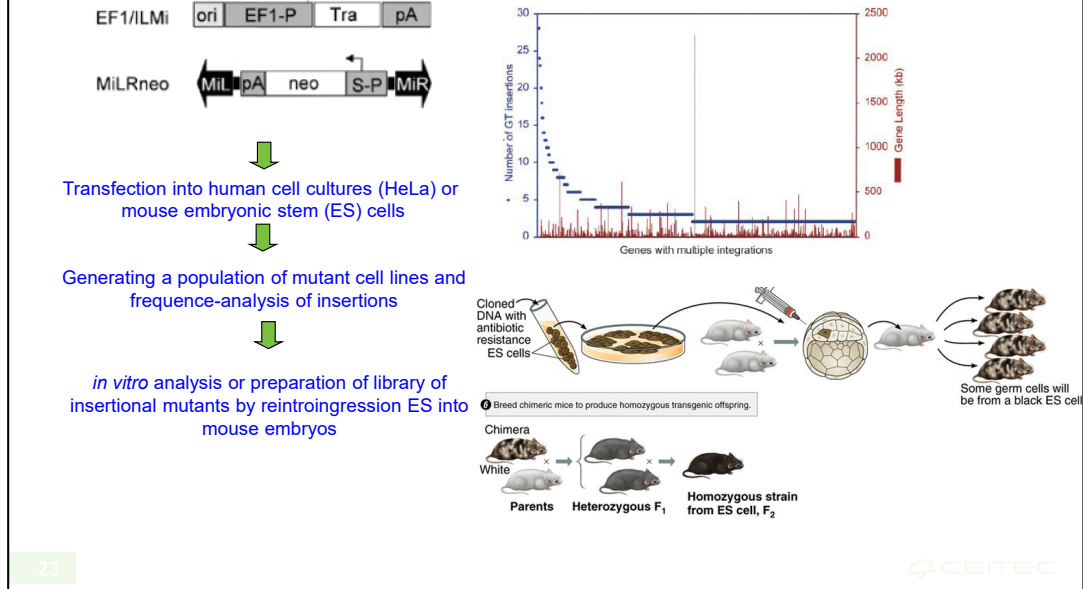 EF1/ILMi ori EF1-P Tra pA
MiLRneo MiL pA neo S-P MiR
Transfection into human cell cultures (HeLa) or
mouse embryonic stem (ES) cells
Generating a population of mutant cell lines and
frequence-analysis of insertions
in vitro analysis or preparation of library of
insertional mutants by reintroingression ES into
mouse embryos
Number of GT insertions
30
25
20
15
10
5
0
2500
2000
1500
1000
500
0
Gene Length (kb)
Genes with multiple integrations
Cloned
DNA with
antibiotic
resistance
ES cells
×
Some germ cells will
be from a black ES cell
6 Breed chimeric mice to produce homozygous transgenic offspring.
Chimera
× ×
White
Parents Heterozygous F1 Homozygous strain
from ES cell, F2
23
CEITEC